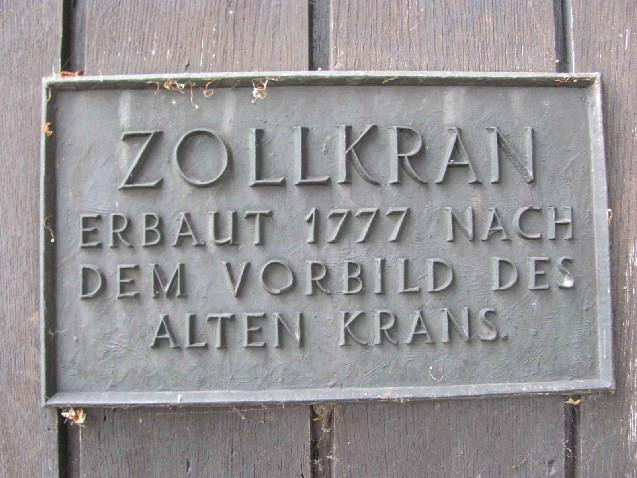 ZOLLKRAN
ERBAUT 1777 NACH
DEM VORBILD DES
ALTEN KRANS.